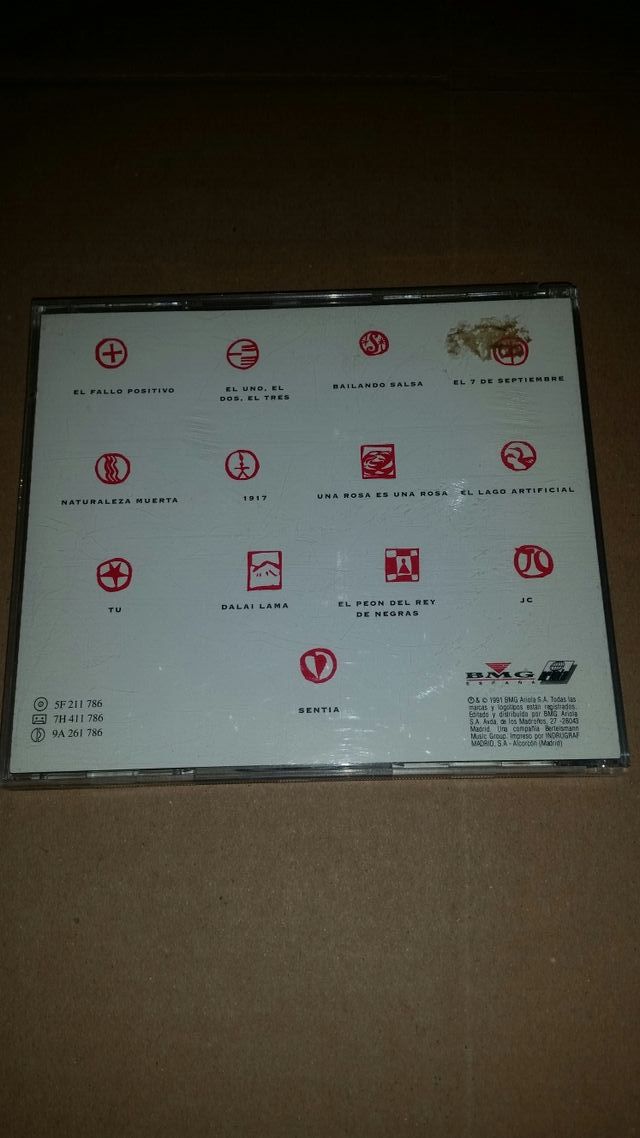 EL FALLO POSITIVO
EL UNO, EL
DOS, EL TRES
BAILANDO SALSA
EL 7 DE SEPTIEMBRE
NATURALEZA MUERTA
1917
UNA ROSA ES UNA ROSA
EL LAGO ARTIFICIAL
TU
DALAI LAMA
EL PEON DEL REY
DE NEGRAS
JC
SENTIA
5F 211 786
7H 411 786
9A 261 786
BMG
ESPAÑA
℗ & © 1991 BMG Ariola S.A. Todas las
marcas y logotipos están registrados.
Editado y distribuido por BMG Ariola
S.A. Avda. de los Madroños, 27 -28043
Madrid. Una compañía Bertelsmann
Music Group. Impreso por INDUGRAF
MADRID, S.A - Alcorcón (Madrid)